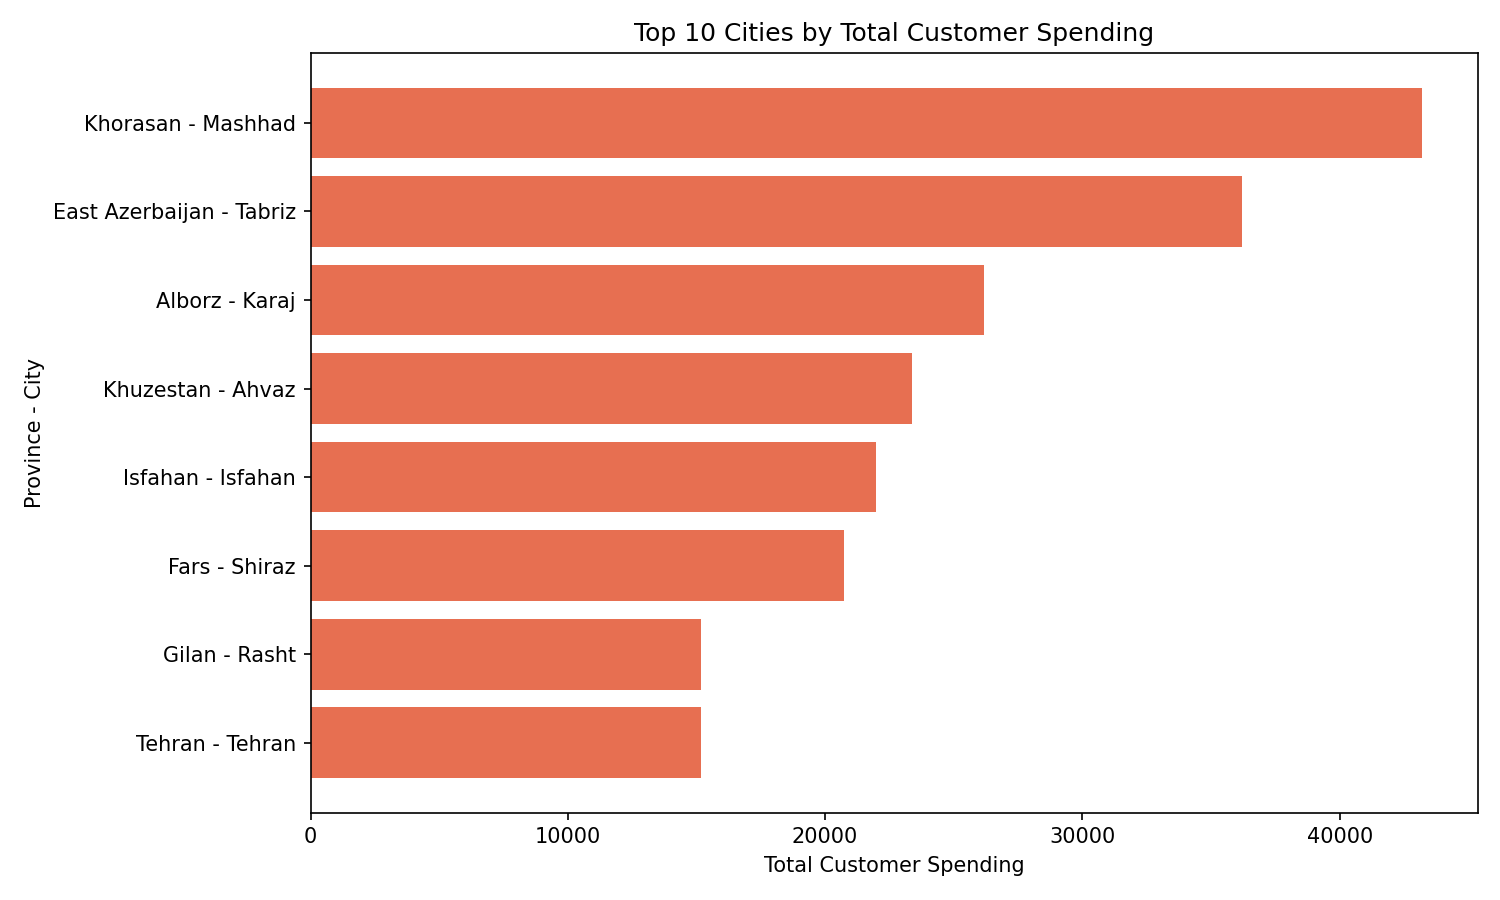 Top 10 Cities by Total Customer Spending
Province - City
Khorasan - Mashhad
East Azerbaijan - Tabriz
Alborz - Karaj
Khuzestan - Ahvaz
Isfahan - Isfahan
Fars - Shiraz
Gilan - Rasht
Tehran - Tehran
0 10000 20000 30000 40000
Total Customer Spending